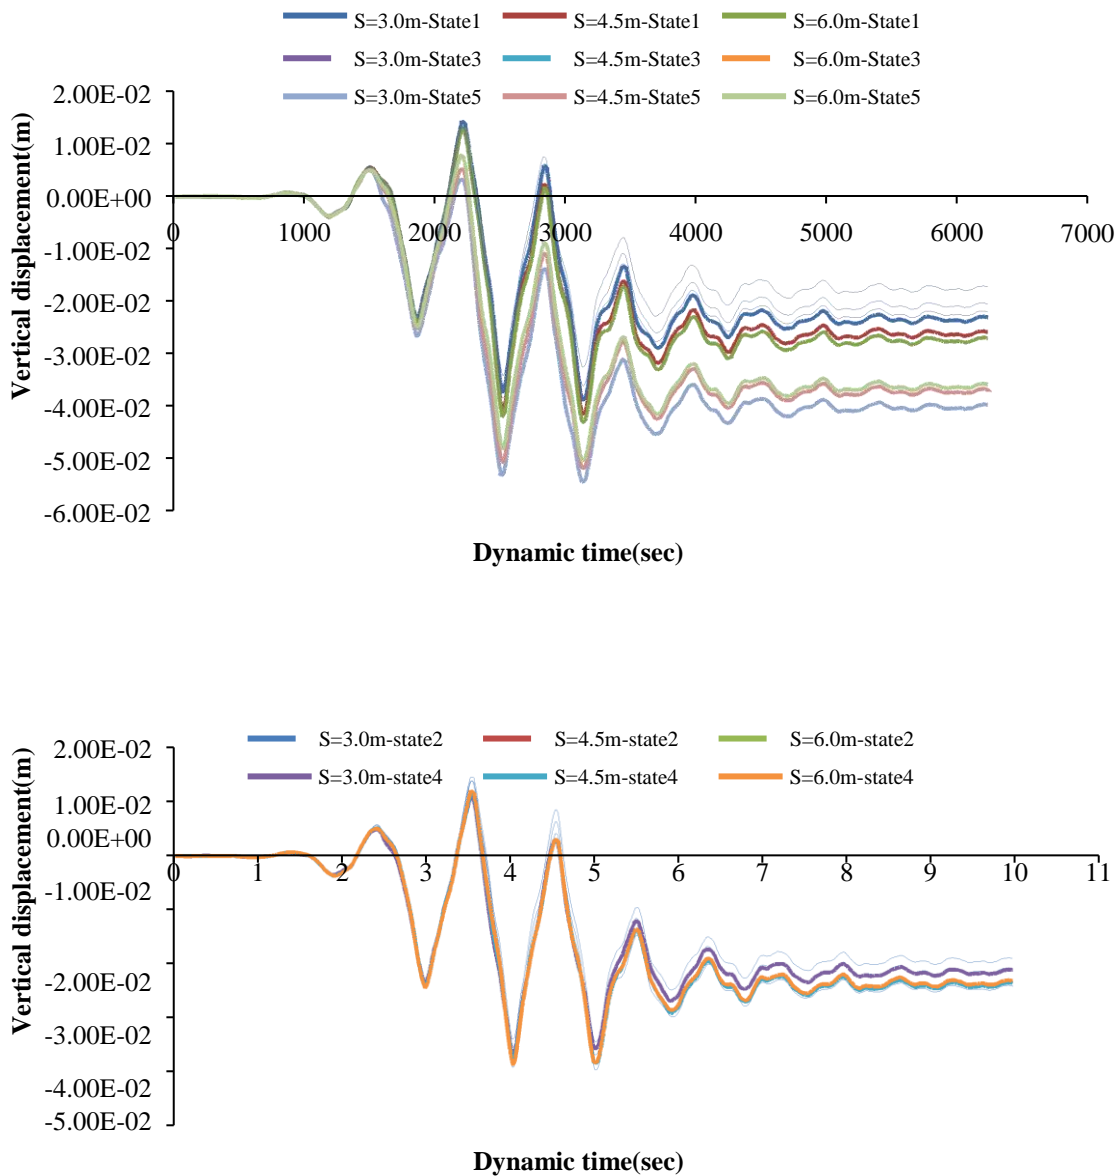 S=3.0m-State1 S=4.5m-State1 S=6.0m-State1
S=3.0m-State3 S=4.5m-State3 S=6.0m-State3
S=3.0m-State5 S=4.5m-State5 S=6.0m-State5
Vertical displacement(m)
2.00E-02
1.00E-02
0.00E+00
-1.00E-02
-2.00E-02
-3.00E-02
-4.00E-02
-5.00E-02
-6.00E-02
0 1000 2000 3000 4000 5000 6000 7000
Dynamic time(sec)
S=3.0m-state2 S=4.5m-state2 S=6.0m-state2
S=3.0m-state4 S=4.5m-state4 S=6.0m-state4
Vertical displacement(m)
2.00E-02
1.00E-02
0.00E+00
-1.00E-02
-2.00E-02
-3.00E-02
-4.00E-02
-5.00E-02
0 1 2 3 4 5 6 7 8 9 10 11
Dynamic time(sec)